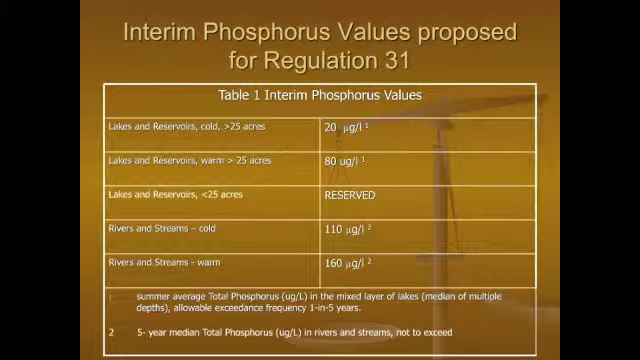 Interim Phosphorus Values proposed
for Regulation 31
Table 1 Interim Phosphorus Values
Lakes and Reservoirs, cold, >25 acres 20 µg/l 1
Lakes and Reservoirs, warm > 25 acres 80 ug/l 1
Lakes and Reservoirs, <25 acres RESERVED
Rivers and Streams – cold 110 µg/l 2
Rivers and Streams - warm 160 µg/l 2
1 summer average Total Phosphorus (ug/L) in the mixed layer of lakes (median of multiple
depths), allowable exceedance frequency 1-in-5 years.
2 5- year median Total Phosphorus (ug/L) in rivers and streams, not to exceed